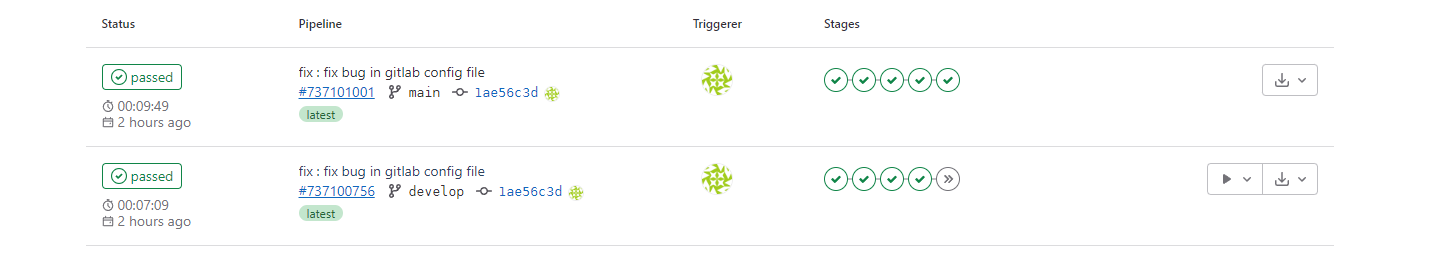 Status Pipeline Triggerer Stages
passed
fix : fix bug in gitlab config file
#737101001 main 1ae56c3d
00:09:49
latest
2 hours ago
passed
fix : fix bug in gitlab config file
#737100756 develop 1ae56c3d
00:07:09
latest
2 hours ago